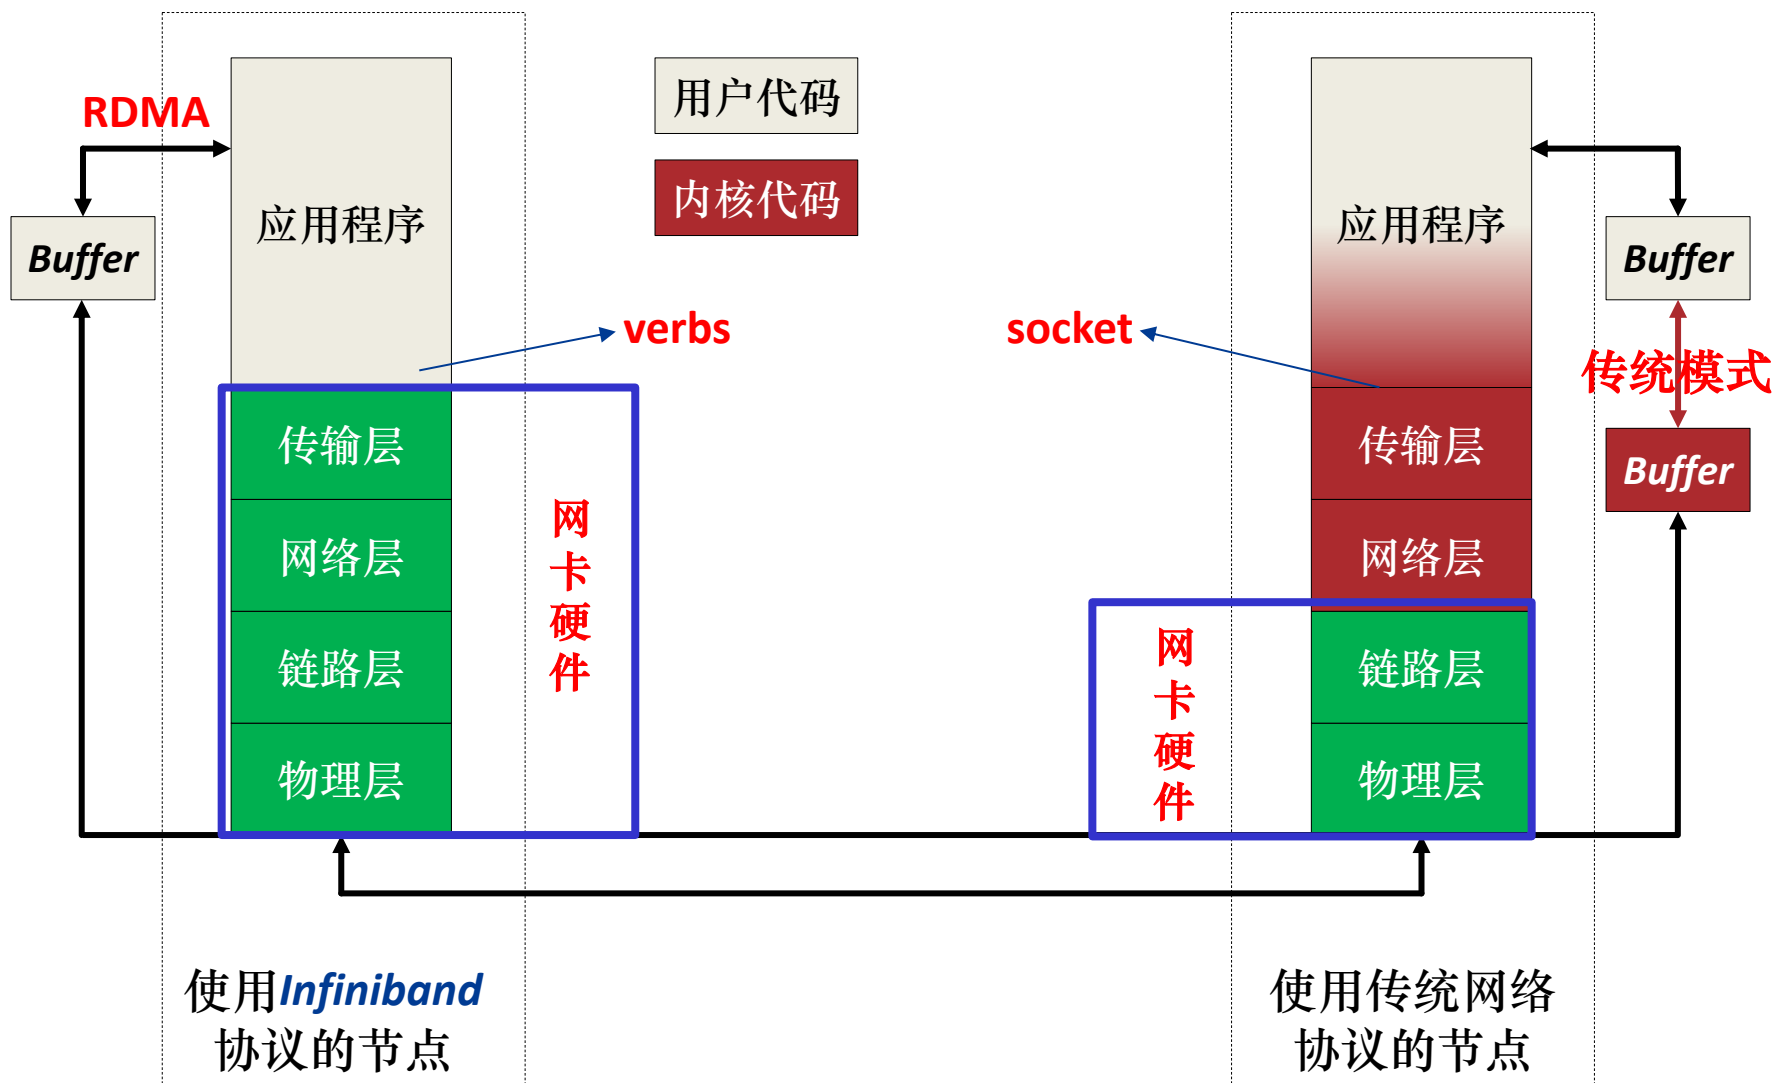 RDMA
Buffer
应用程序
verbs
传输层
网络层
链路层
物理层
网
卡
硬
件
使用Infiniband
协议的节点
用户代码
内核代码
应用程序
socket
传输层
网络层
链路层
物理层
网
卡
硬
件
Buffer
传统模式
Buffer
使用传统网络
协议的节点